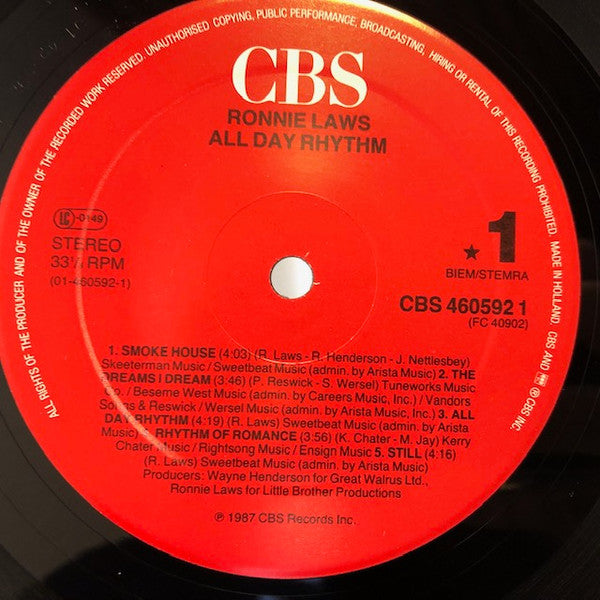 ALL RIGHTS OF THE PRODUCER AND OF THE OWNER OF THE RECORDED WORK RESERVED. UNAUTHORISED COPYING, PUBLIC PERFORMANCE, BROADCASTING, HIRING OR RENTAL OF THIS RECORDING PROHIBITED. MADE IN HOLLAND. CBS AND ℗ CBS INC.
CBS
RONNIE LAWS
ALL DAY RHYTHM
LC-0149
STEREO
33⅓ RPM
(01-460592-1)
★ 1
BIEM/STEMRA
CBS 460592 1
(FC 40902)
1. SMOKE HOUSE (4:03) (R. Laws - R. Henderson - J. Nettlesbey)
Skeeterman Music / Sweetbeat Music (admin. by Arista Music) 2. THE
DREAMS I DREAM (3:46) (P. Reswick - S. Wersel) Tuneworks Music
Co. / Beserne West Music (admin. by Careers Music, Inc.) / Vandors
Songs & Reswick / Wersel Music (admin. by Arista Music, Inc.) 3. ALL
DAY RHYTHM (4:19) (R. Laws) Sweetbeat Music (admin. by Arista
Music) 4. RHYTHM OF ROMANCE (3:56) (K. Chater - M. Jay) Kerry
Chater Music / Rightsong Music / Ensign Music 5. STILL (4:16)
(R. Laws) Sweetbeat Music (admin. by Arista Music)
Producers: Wayne Henderson for Great Walrus Ltd.,
Ronnie Laws for Little Brother Productions
℗ 1987 CBS Records Inc.